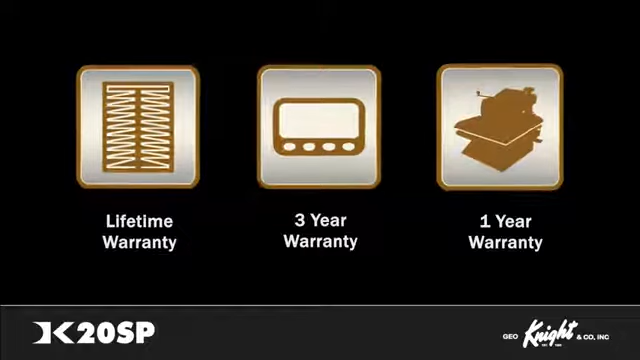 Lifetime
Warranty
3 Year
Warranty
1 Year
Warranty
K20SP
GEO Knight & CO, INC